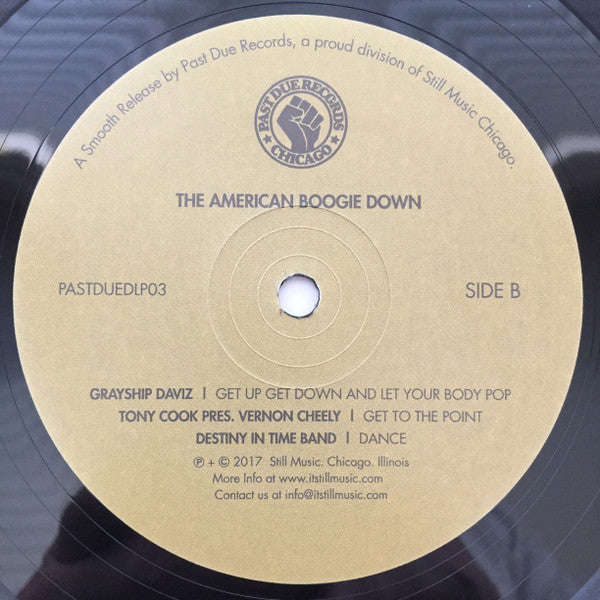 A Smooth Release by Past Due Records, a proud division of Still Music Chicago.
PAST DUE RECORDS
★ CHICAGO ★
THE AMERICAN BOOGIE DOWN
PASTDUEDLP03
SIDE B
GRAYSHIP DAVIZ | GET UP GET DOWN AND LET YOUR BODY POP
TONY COOK PRES. VERNON CHEELY | GET TO THE POINT
DESTINY IN TIME BAND | DANCE
℗ + © 2017 Still Music. Chicago. Illinois
More Info at www.itstillmusic.com
Contact us at info@itstillmusic.com